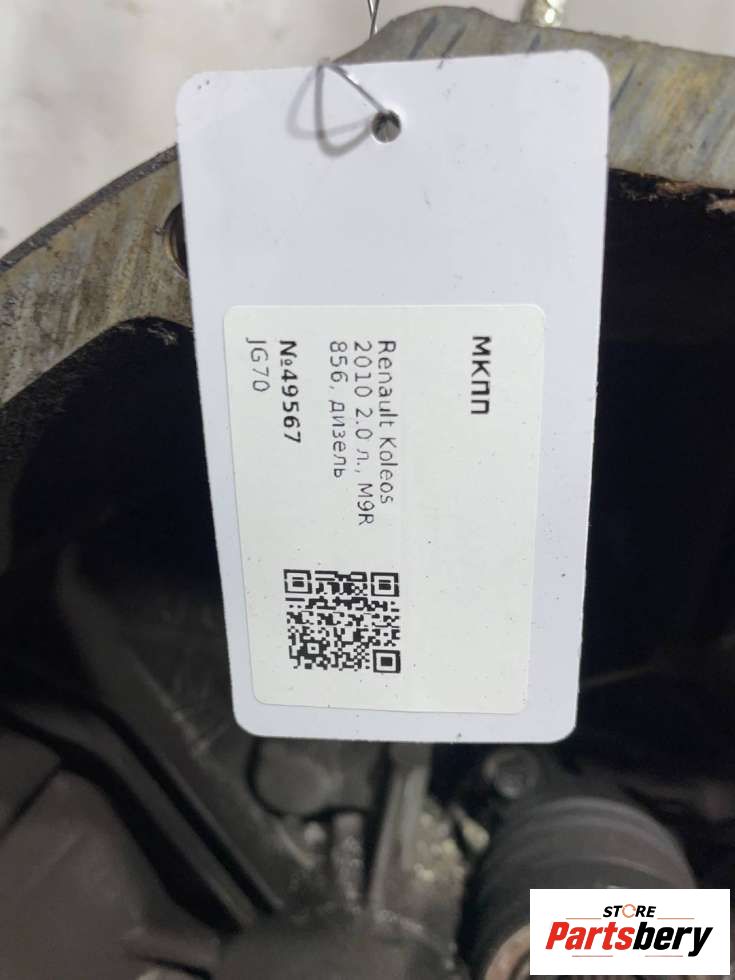 МКПП
Renault Koleos
2010 2.0 л., M9R
856, дизель
№49567
JG70
STORE
Partsbery